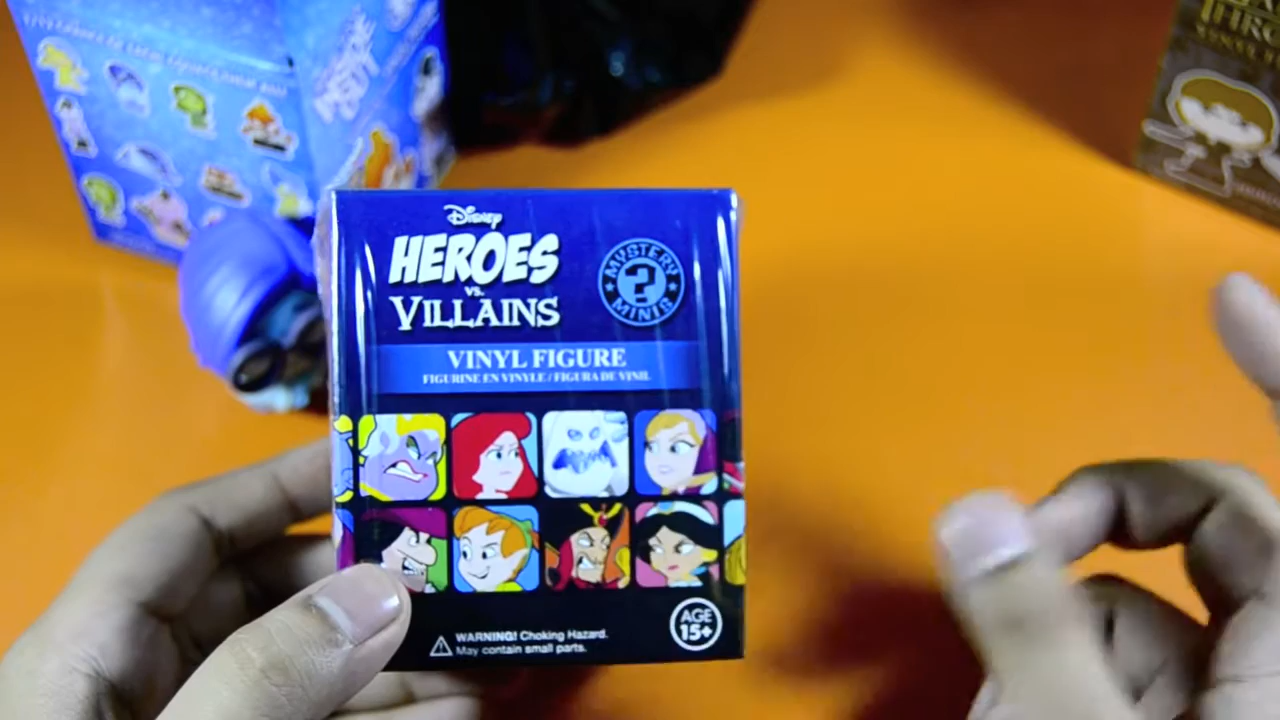 Disney
HEROES
VS.
VILLAINS
MYSTERY
?
MINIS
VINYL FIGURE
FIGURINE EN VINYLE / FIGURA DE VINIL
WARNING! Choking Hazard.
May contain small parts.
AGE
15+